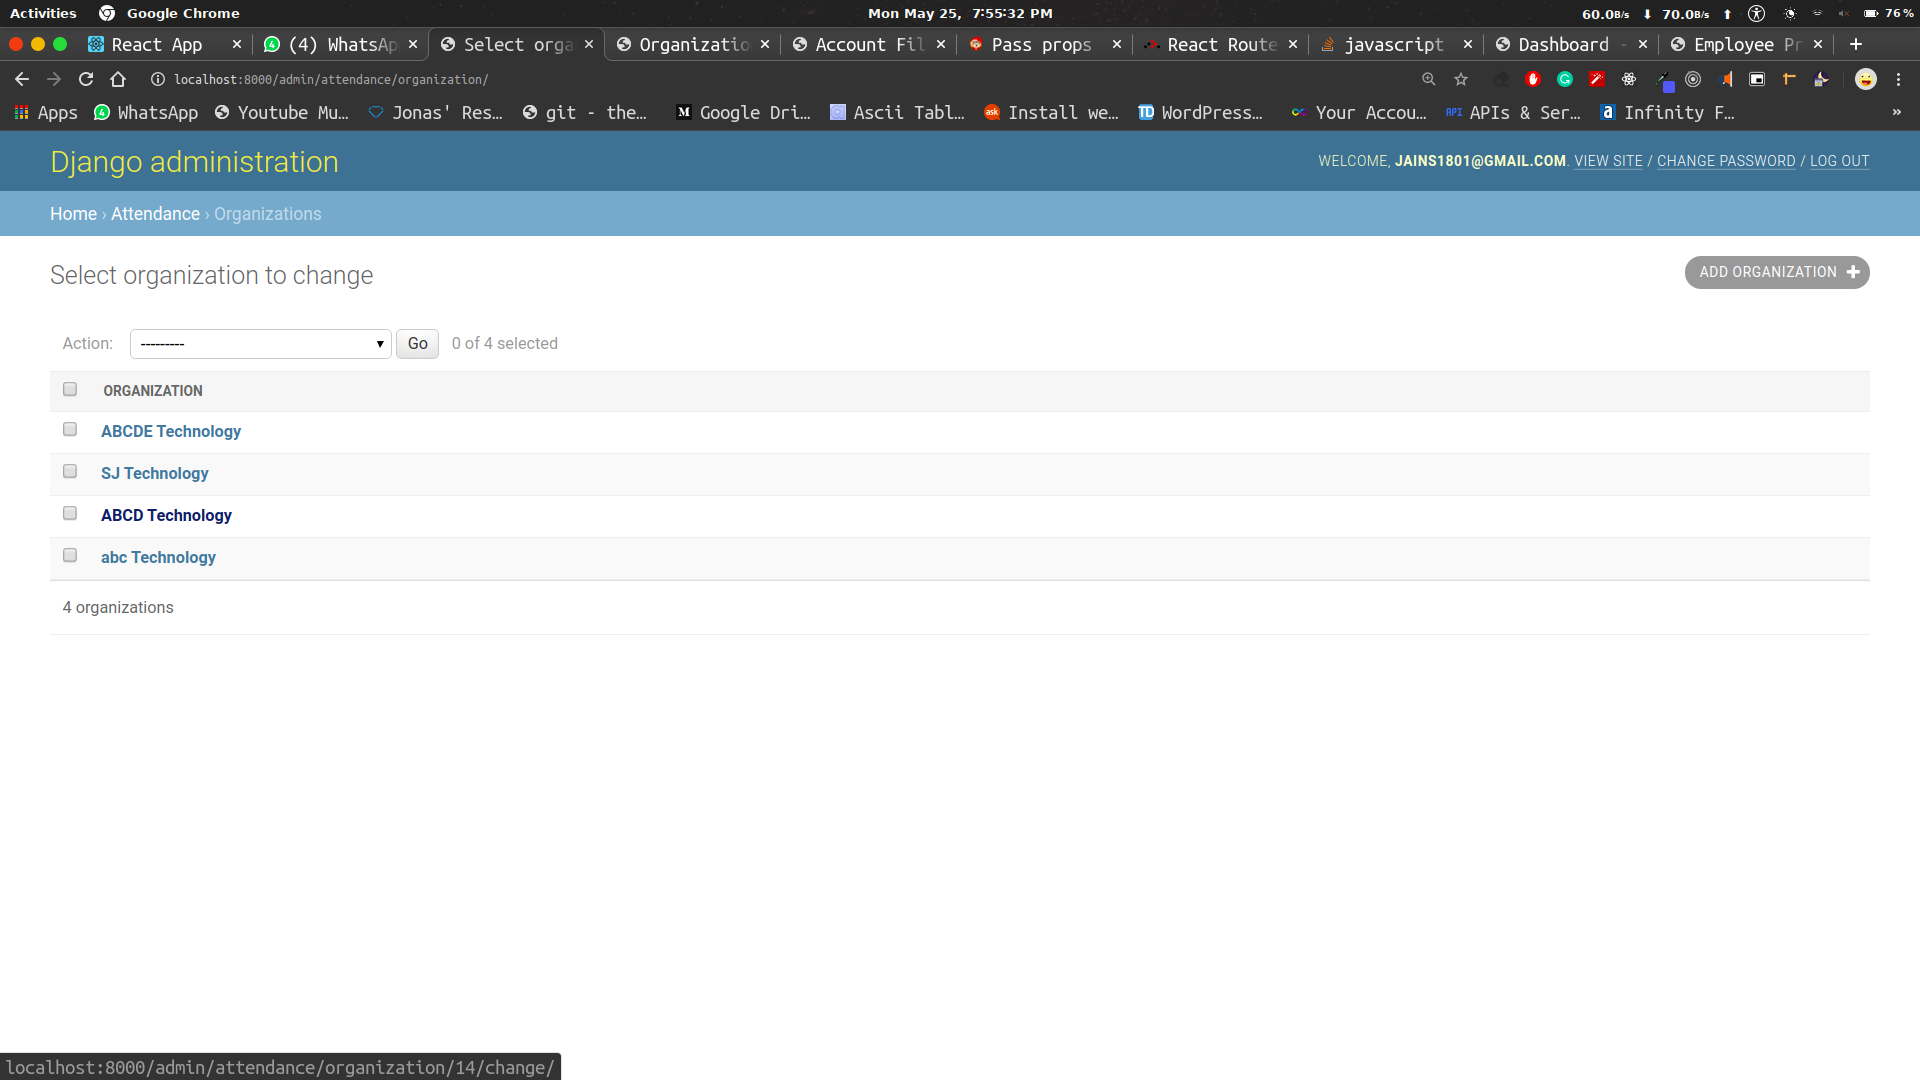 Activities Google Chrome Mon May 25, 7:55:32 PM 60.0B/s ⬇ 70.0B/s ⬆ 76 %
React App × (4) WhatsAp × Select orga × Organizatio × Account Fil × Pass props × React Route × javascript × Dashboard - × Employee Pr × +
localhost:8000/admin/attendance/organization/
Apps WhatsApp Youtube Mu… Jonas' Res… git - the… Google Dri… Ascii Tabl… Install we… WordPress… Your Accou… APIs & Ser… Infinity F… »
Django administration
WELCOME, JAINS1801@GMAIL.COM. VIEW SITE / CHANGE PASSWORD / LOG OUT
Home › Attendance › Organizations
Select organization to change
ADD ORGANIZATION +
Action: --------- Go 0 of 4 selected
ORGANIZATION
ABCDE Technology
SJ Technology
ABCD Technology
abc Technology
4 organizations
localhost:8000/admin/attendance/organization/14/change/